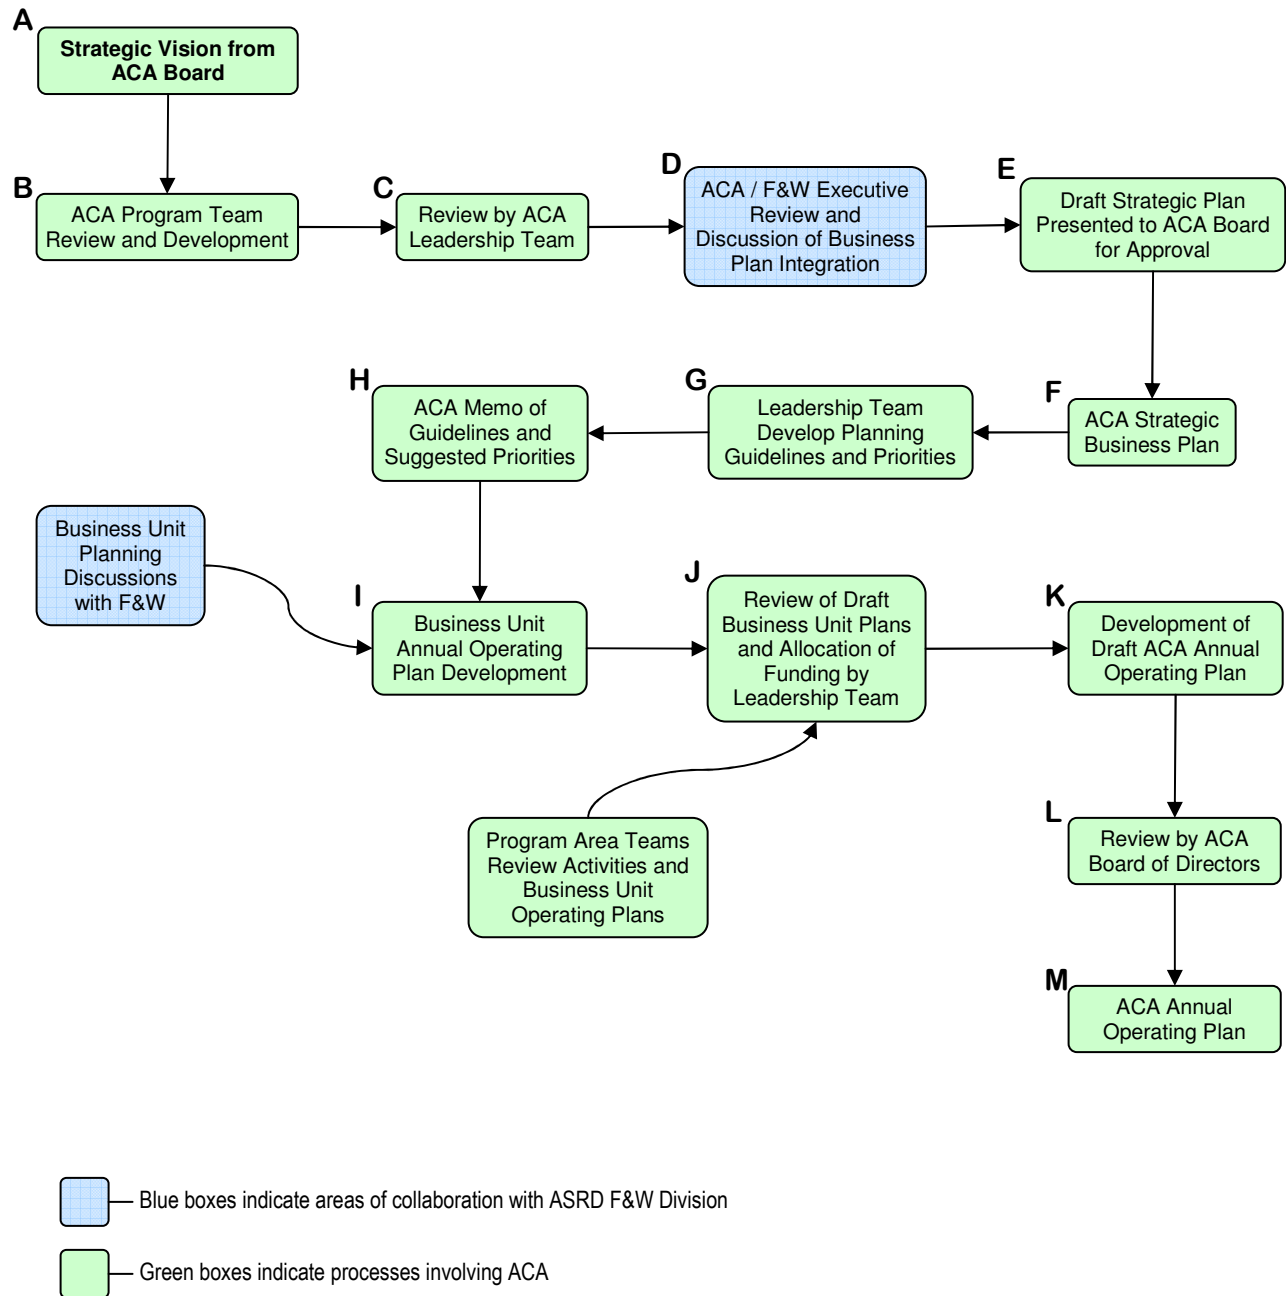 A
Strategic Vision from
ACA Board
B
ACA Program Team
Review and Development
C
Review by ACA
Leadership Team
D
ACA / F&W Executive
Review and
Discussion of Business
Plan Integration
E
Draft Strategic Plan
Presented to ACA Board
for Approval
F
ACA Strategic
Business Plan
G
Leadership Team
Develop Planning
Guidelines and Priorities
H
ACA Memo of
Guidelines and
Suggested Priorities
Business Unit
Planning
Discussions
with F&W
I
Business Unit
Annual Operating
Plan Development
J
Review of Draft
Business Unit Plans
and Allocation of
Funding by
Leadership Team
K
Development of
Draft ACA Annual
Operating Plan
Program Area Teams
Review Activities and
Business Unit
Operating Plans
L
Review by ACA
Board of Directors
M
ACA Annual
Operating Plan
Blue boxes indicate areas of collaboration with ASRD F&W Division
Green boxes indicate processes involving ACA